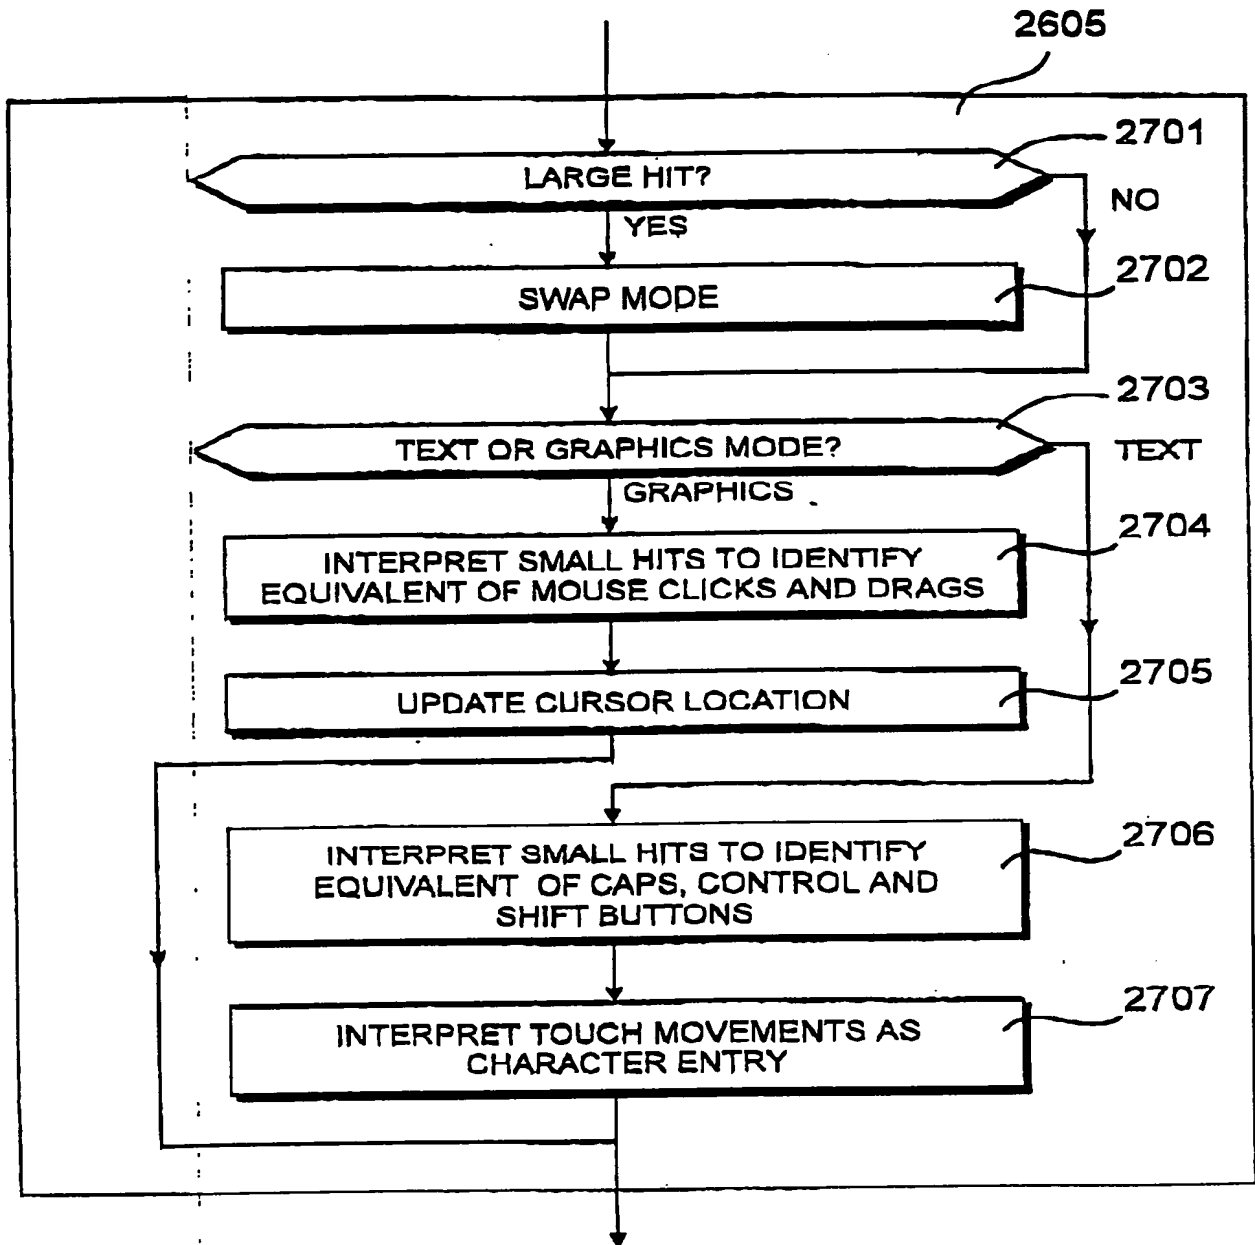 2605
2701
LARGE HIT?
NO
YES
2702
SWAP MODE
2703
TEXT OR GRAPHICS MODE?
TEXT
GRAPHICS
2704
INTERPRET SMALL HITS TO IDENTIFY
EQUIVALENT OF MOUSE CLICKS AND DRAGS
2705
UPDATE CURSOR LOCATION
2706
INTERPRET SMALL HITS TO IDENTIFY
EQUIVALENT OF CAPS, CONTROL AND
SHIFT BUTTONS
2707
INTERPRET TOUCH MOVEMENTS AS
CHARACTER ENTRY